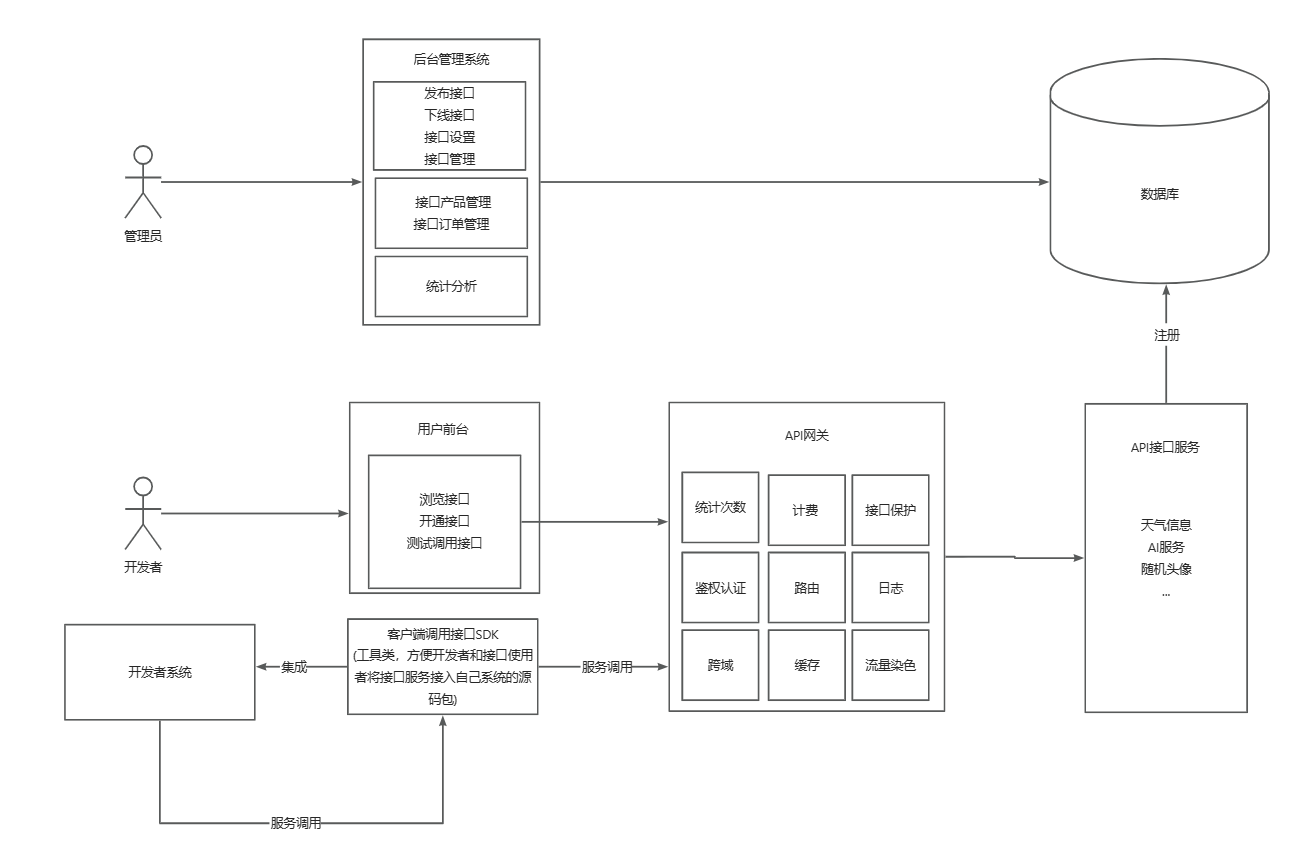 后台管理系统
发布接口
下线接口
接口设置
接口管理
接口产品管理
接口订单管理
统计分析
管理员
数据库
注册
用户前台
浏览接口
开通接口
测试调用接口
开发者
API网关
统计次数
计费
接口保护
鉴权认证
路由
日志
跨域
缓存
流量染色
API接口服务
天气信息
AI服务
随机头像
...
开发者系统
集成
客户端调用接口SDK
(工具类，方便开发者和接口使用
者将接口服务接入自己系统的源
码包)
服务调用
服务调用